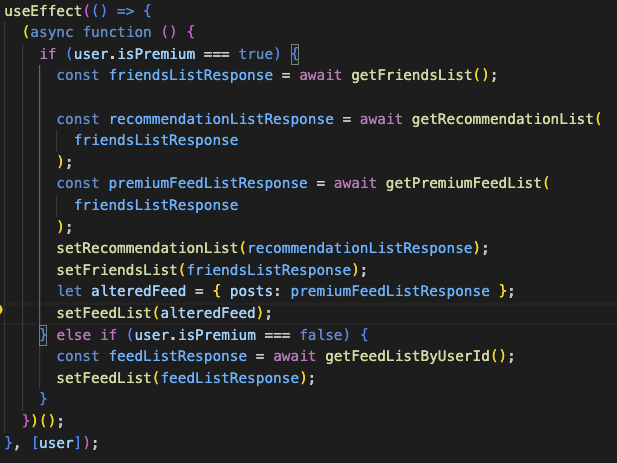 useEffect(() => {
(async function () {
if (user.isPremium === true) {
const friendsListResponse = await getFriendsList();
const recommendationListResponse = await getRecommendationList(
friendsListResponse
);
const premiumFeedListResponse = await getPremiumFeedList(
friendsListResponse
);
setRecommendationList(recommendationListResponse);
setFriendsList(friendsListResponse);
let alteredFeed = { posts: premiumFeedListResponse };
setFeedList(alteredFeed);
} else if (user.isPremium === false) {
const feedListResponse = await getFeedListByUserId();
setFeedList(feedListResponse);
}
})();
}, [user]);